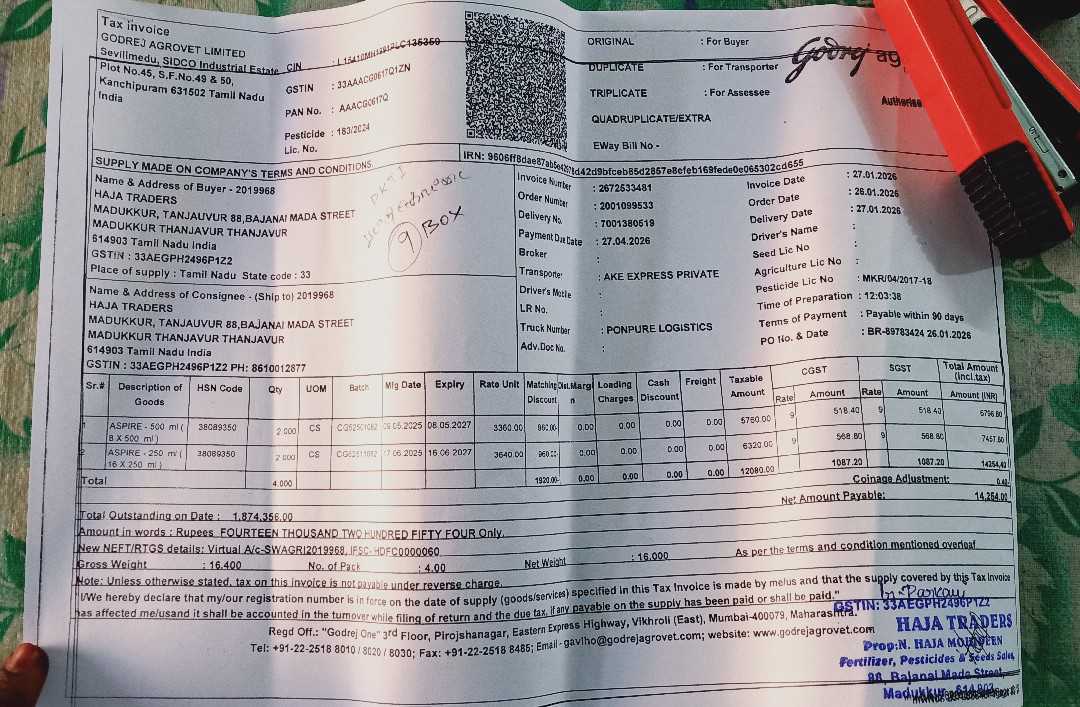 Tax invoice
GODREJ AGROVET LIMITED
Sevilimedu, SIDCO Industrial Estate
Plot No.45, S.F.No.49 & 50,
Kanchipuram 631502 Tamil Nadu
India
CIN :
GSTIN : 33AAACG0617Q1ZN
PAN No. : AAACG0617Q
Pesticide : 183/2024
Lic. No.
ORIGINAL : For Buyer
DUPLICATE : For Transporter
TRIPLICATE : For Assessee
QUADRUPLICATE/EXTRA
EWay Bill No -
Godrej ag
Authorise
SUPPLY MADE ON COMPANY'S TERMS AND CONDITIONS.
IRN:
Name & Address of Buyer - 2019968
HAJA TRADERS
MADUKKUR, TANJAUVUR 88,BAJANAI MADA STREET
MADUKKUR THANJAVUR THANJAVUR
614903 Tamil Nadu India
GSTIN : 33AEGPH2496P1Z2
Place of supply : Tamil Nadu State code : 33
9 BOX
Name & Address of Consignee - (Ship to) 2019968
HAJA TRADERS
MADUKKUR, TANJAUVUR 88,BAJANAI MADA STREET
MADUKKUR THANJAVUR THANJAVUR
614903 Tamil Nadu India
GSTIN : 33AEGPH2496P1Z2 PH: 8610012877
Invoice Number : 2672533481
Order Number : 2001099533
Delivery No. : 7001380519
Payment Due Date : 27.04.2026
Broker :
Transporter : AKE EXPRESS PRIVATE
Driver's Mobile :
LR No. :
Truck Number : PONPURE LOGISTICS
Adv.Doc No. :
Invoice Date : 27.01.2026
Order Date : 26.01.2026
Delivery Date : 27.01.2026
Driver's Name :
Seed Lic No :
Agriculture Lic No :
Pesticide Lic No : MKR/04/2017-18
Time of Preparation : 12:03:38
Terms of Payment : Payable within 90 days
PO No. & Date : BR-89783424 26.01.2026
Sr.# Description of Goods HSN Code Qty UOM Batch Mfg Date Expiry Rate Unit Matching Discount Dist.Margin Loading Charges Cash Discount Freight Taxable Amount CGST Rate Amount SGST Rate Amount Total Amount (incl.tax) Amount (INR)
1 ASPIRE - 500 ml ( 8 X 500 ml ) 38089350 2.000 CS 09.05.2025 08.05.2027 3360.00 960.00- 0.00 0.00 0.00 0.00 5760.00 9 518.40 9 518.40 6796.80
2 ASPIRE - 250 ml ( 16 X 250 ml ) 38089350 2.000 CS 17.06.2025 16.06.2027 3640.00 960.00- 0.00 0.00 0.00 0.00 6320.00 9 568.80 9 568.80 7457.60
Total 4.000 1920.00- 0.00 0.00 0.00 0.00 12080.00 1087.20 1087.20 14254.40
Coinage Adjustment: 0.40-
Net Amount Payable: 14,254.00
Total Outstanding on Date : 1,874,356.00
Amount in words : Rupees FOURTEEN THOUSAND TWO HUNDRED FIFTY FOUR Only.
New NEFT/RTGS details: Virtual A/c-SWAGRI2019968, IFSC-HDFC0000060
Gross Weight : 16.400 No. of Pack : 4.00 Net Weight : 16.000 As per the terms and condition mentioned overleaf
Note: Unless otherwise stated, tax on this invoice is not payable under reverse charge.
"I/We hereby declare that my/our registration number is in force on the date of supply (goods/services) specified in this Tax Invoice is made by me/us and that the supply covered by this Tax Invoice
has affected me/usand it shall be accounted in the turnover while filing of return and the due tax, if any payable on the supply has been paid or shall be paid."
Regd Off.: "Godrej One" 3rd Floor, Pirojshanagar, Eastern Express Highway, Vikhroli (East), Mumbai-400079, Maharashtra.
Tel: +91-22-2518 8010 / 8020 / 8030; Fax: +91-22-2518 8485; Email - gavlho@godrejagrovet.com; website: www.godrejagrovet.com
GSTIN: 33AEGPH2496P1Z2
HAJA TRADERS
Prop:N. HAJA MOHIDEEN
Fertilizer, Pesticides & Seeds Sales,
88, Bajanai Mada Street,
Madukkur - 614 903